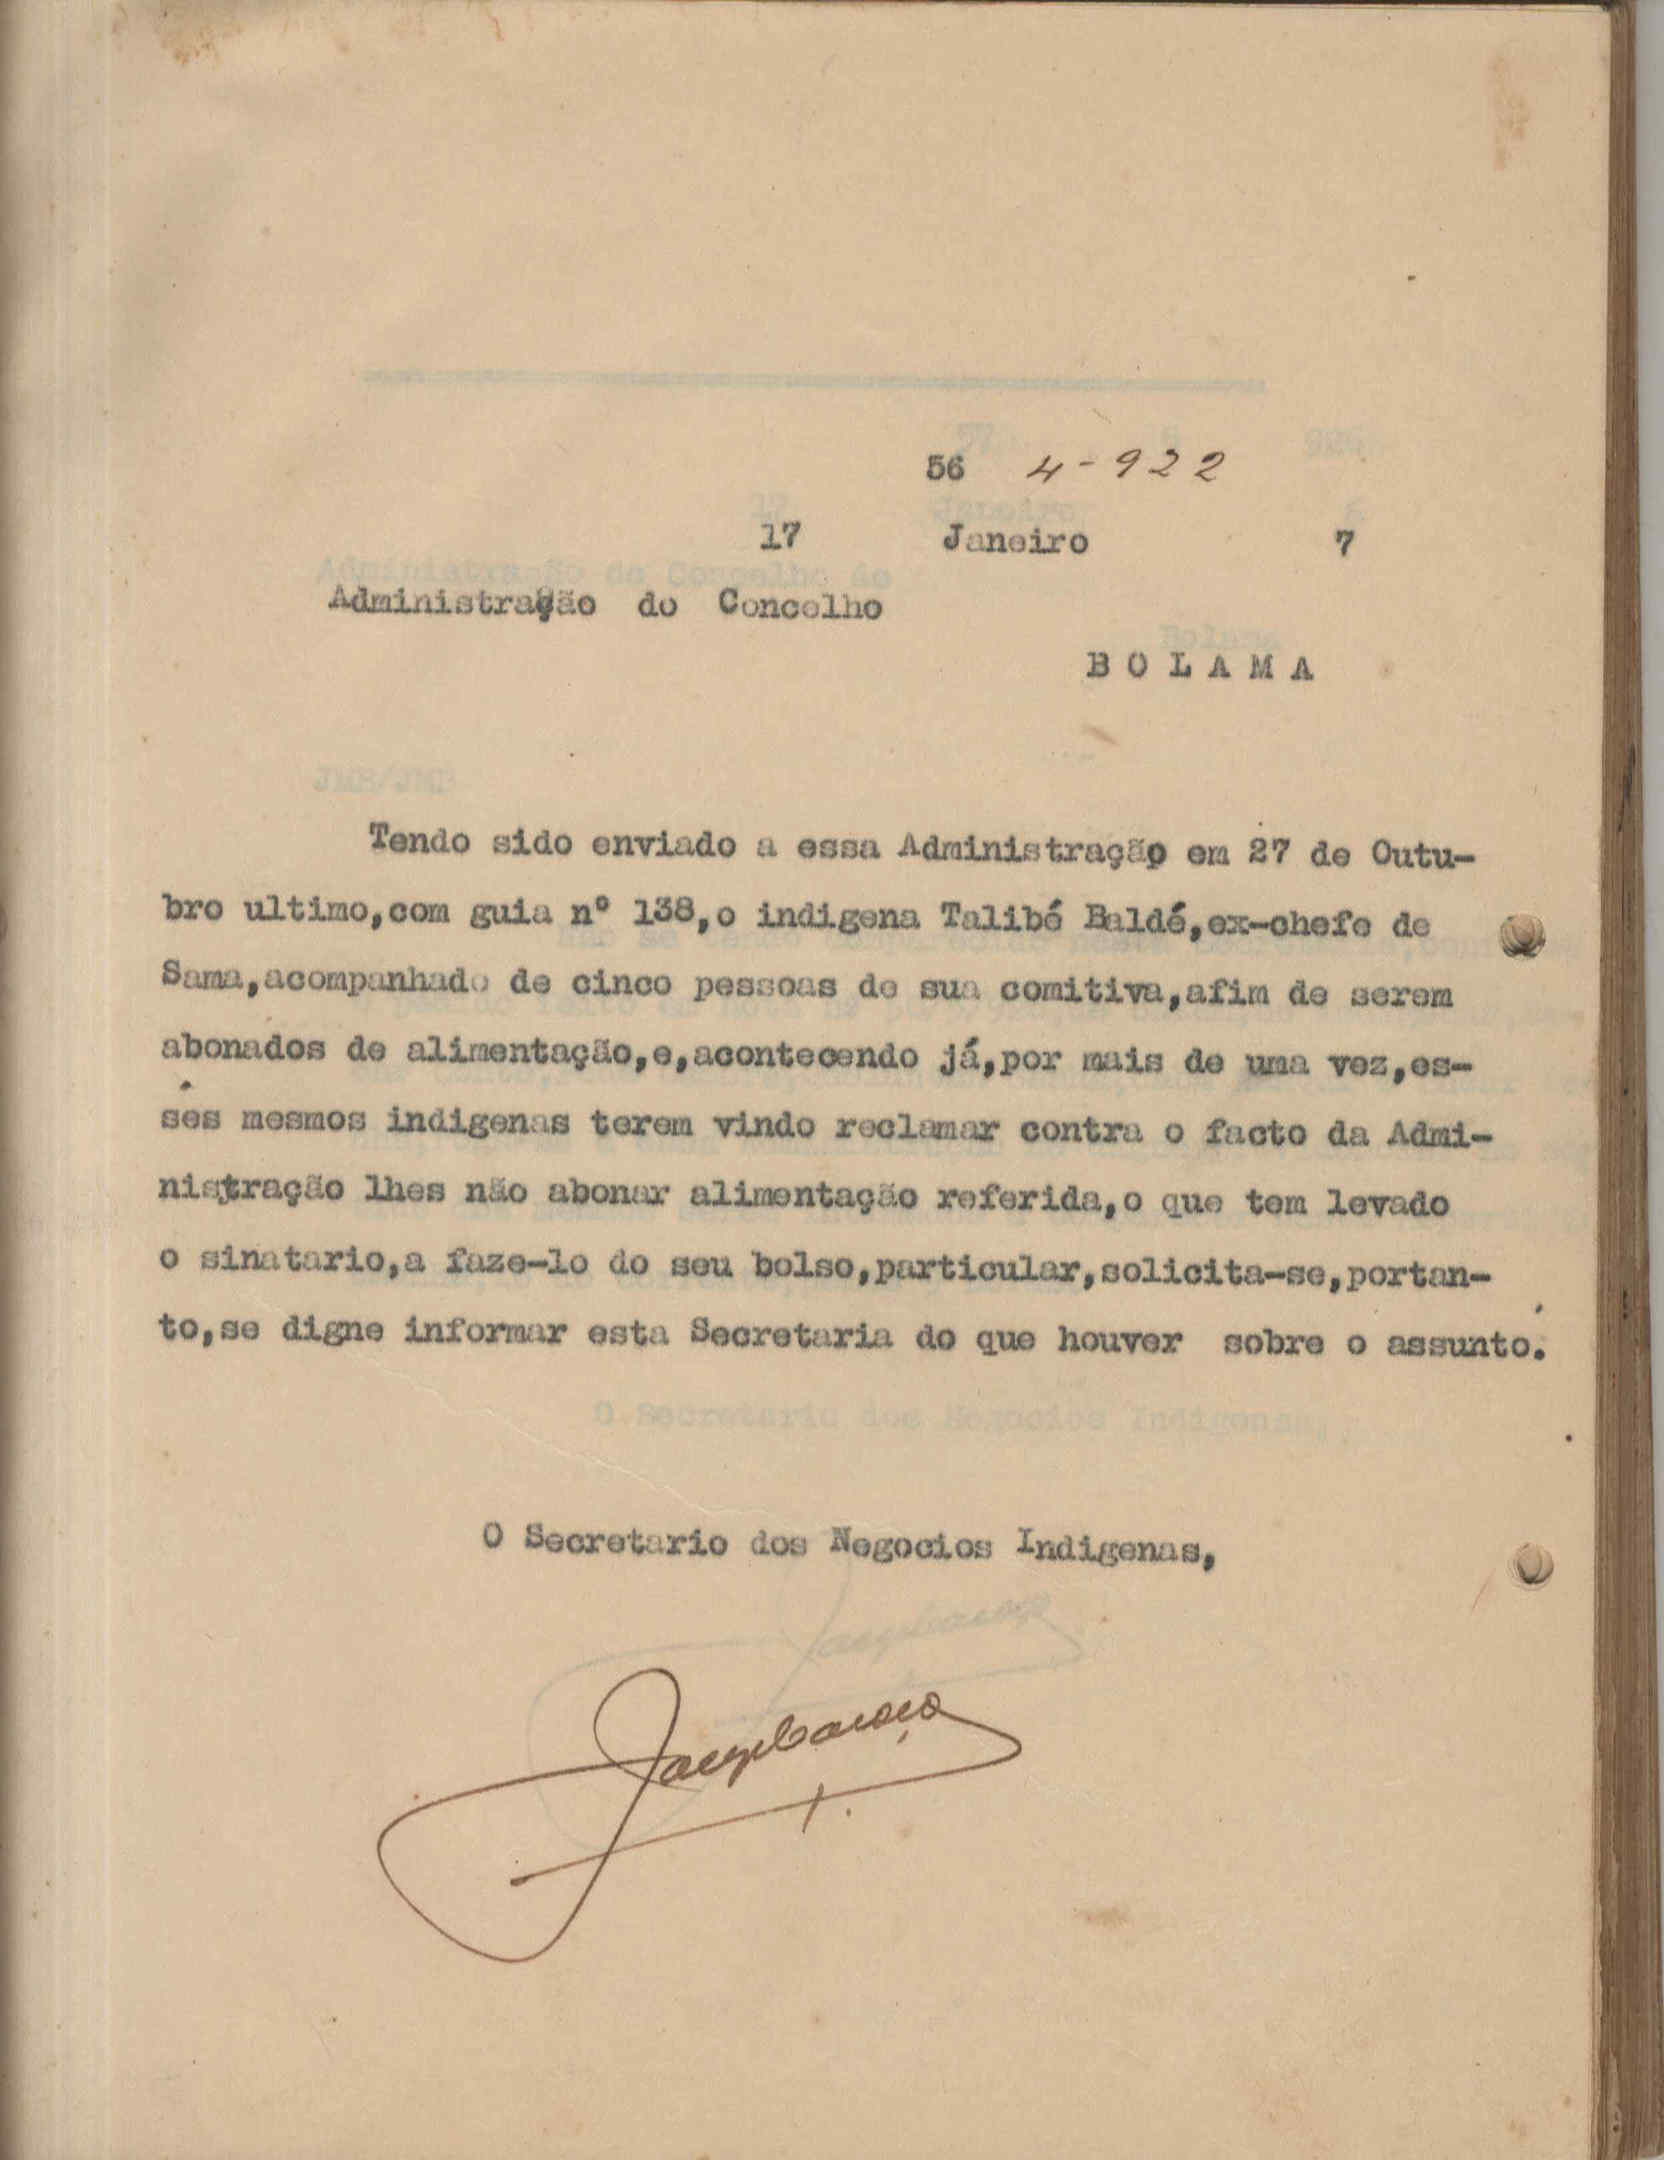 56 4-922
17 Janeiro 7
Administração do Concelho
BOLAMA
Tendo sido enviado a essa Administração em 27 de Outu-
bro ultimo,com guia nº 138,o indigena Talibé Baldé,ex-chefe de
Sama,acompanhado de cinco pessoas de sua comitiva,afim de serem
abonados de alimentação,e,acontecendo já,por mais de uma vez,es-
ses mesmos indigenas terem vindo reclamar contra o facto da Admi-
nistração lhes não abonar alimentação referida,o que tem levado
o sinatario,a faze-lo do seu bolso,particular,solicita-se,portan-
to,se digne informar esta Secretaria do que houver sobre o assunto.
O Secretario dos Negocios Indigenas,